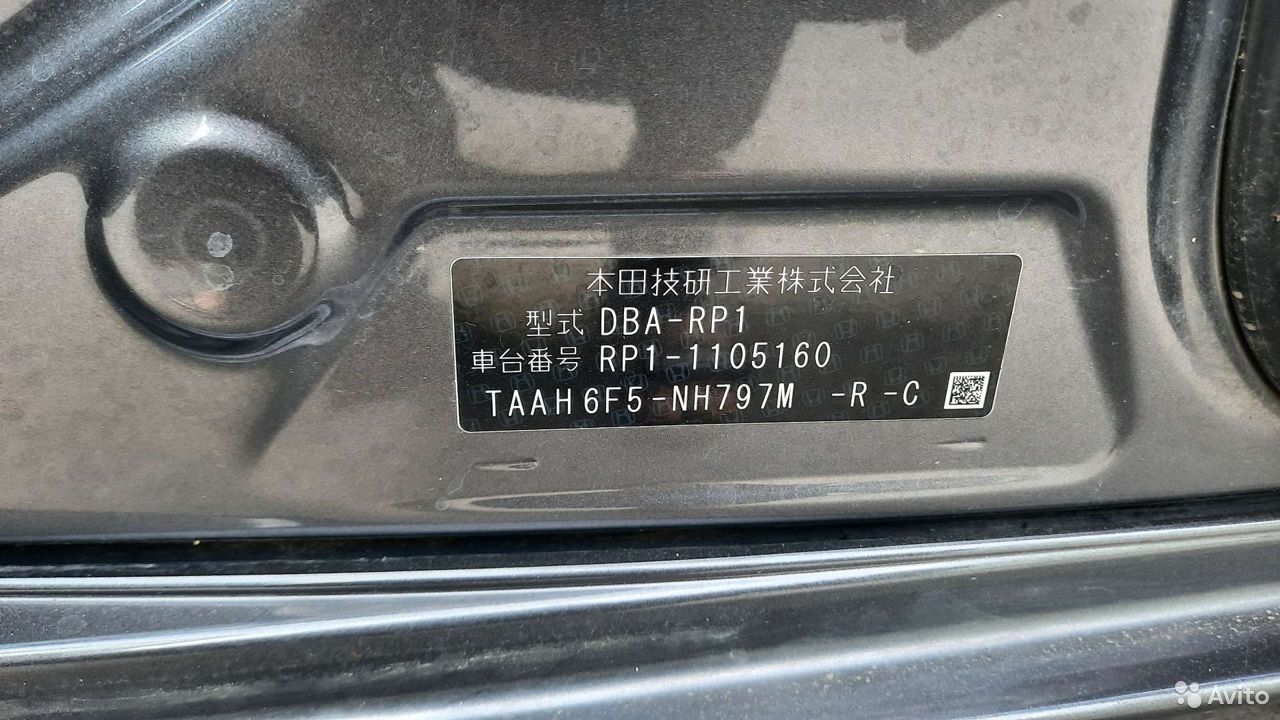 本田技研工業株式会社
型式 DBA-RP1
車台番号 RP1-1105160
TAAH6F5-NH797M -R-C
Avito